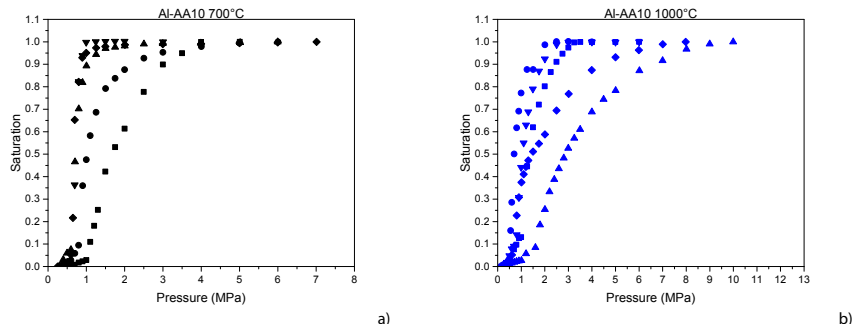 Al-AA10 700°C
1.1
1.0
0.9
0.8
0.7
0.6
0.5
0.4
0.3
0.2
0.1
0.0
Saturation
0 1 2 3 4 5 6 7 8
Pressure (MPa)
a)
Al-AA10 1000°C
1.1
1.0
0.9
0.8
0.7
0.6
0.5
0.4
0.3
0.2
0.1
0.0
Saturation
0 1 2 3 4 5 6 7 8 9 10 11 12 13
Pressure (MPa)
b)